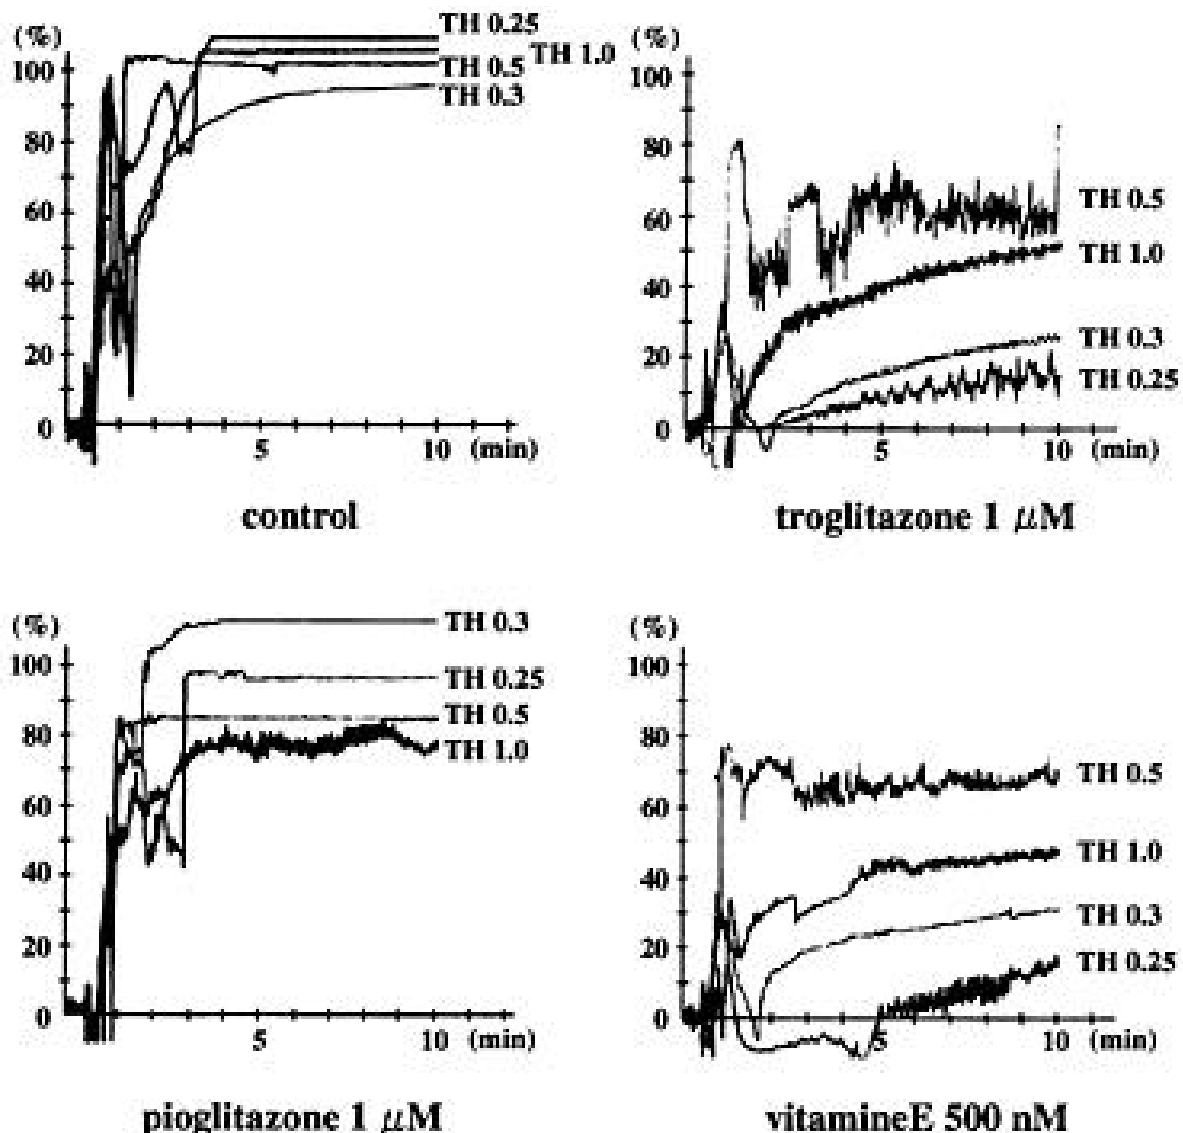 (%)
100
80
60
40
20
0
5
10 (min)
TH 0.25
TH 1.0
TH 0.5
TH 0.3
control
(%)
100
80
60
40
20
0
5
10 (min)
TH 0.5
TH 1.0
TH 0.3
TH 0.25
troglitazone 1 μM
(%)
100
80
60
40
20
0
5
10 (min)
TH 0.3
TH 0.25
TH 0.5
TH 1.0
pioglitazone 1 μM
(%)
100
80
60
40
20
0
5
10 (min)
TH 0.5
TH 1.0
TH 0.3
TH 0.25
vitamineE 500 nM